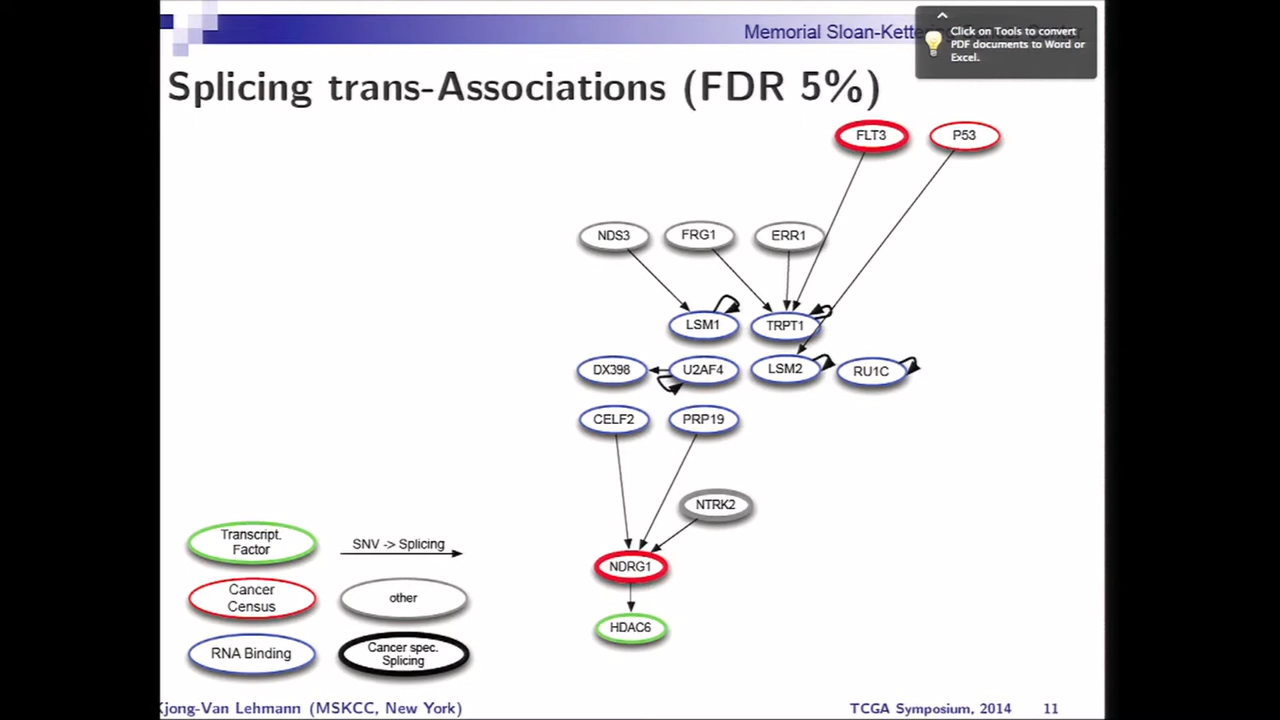 Memorial Sloan-Kette
Click on Tools to convert
PDF documents to Word or
Excel.
Splicing trans-Associations (FDR 5%)
FLT3 P53
NDS3 FRG1 ERR1
LSM1 TRPT1
DX398 U2AF4 LSM2 RU1C
CELF2 PRP19
NTRK2
NDRG1
HDAC6
Transcript.
Factor
SNV -> Splicing
Cancer
Census
other
RNA Binding
Cancer spec.
Splicing
Kjong-Van Lehmann (MSKCC, New York) TCGA Symposium, 2014 11